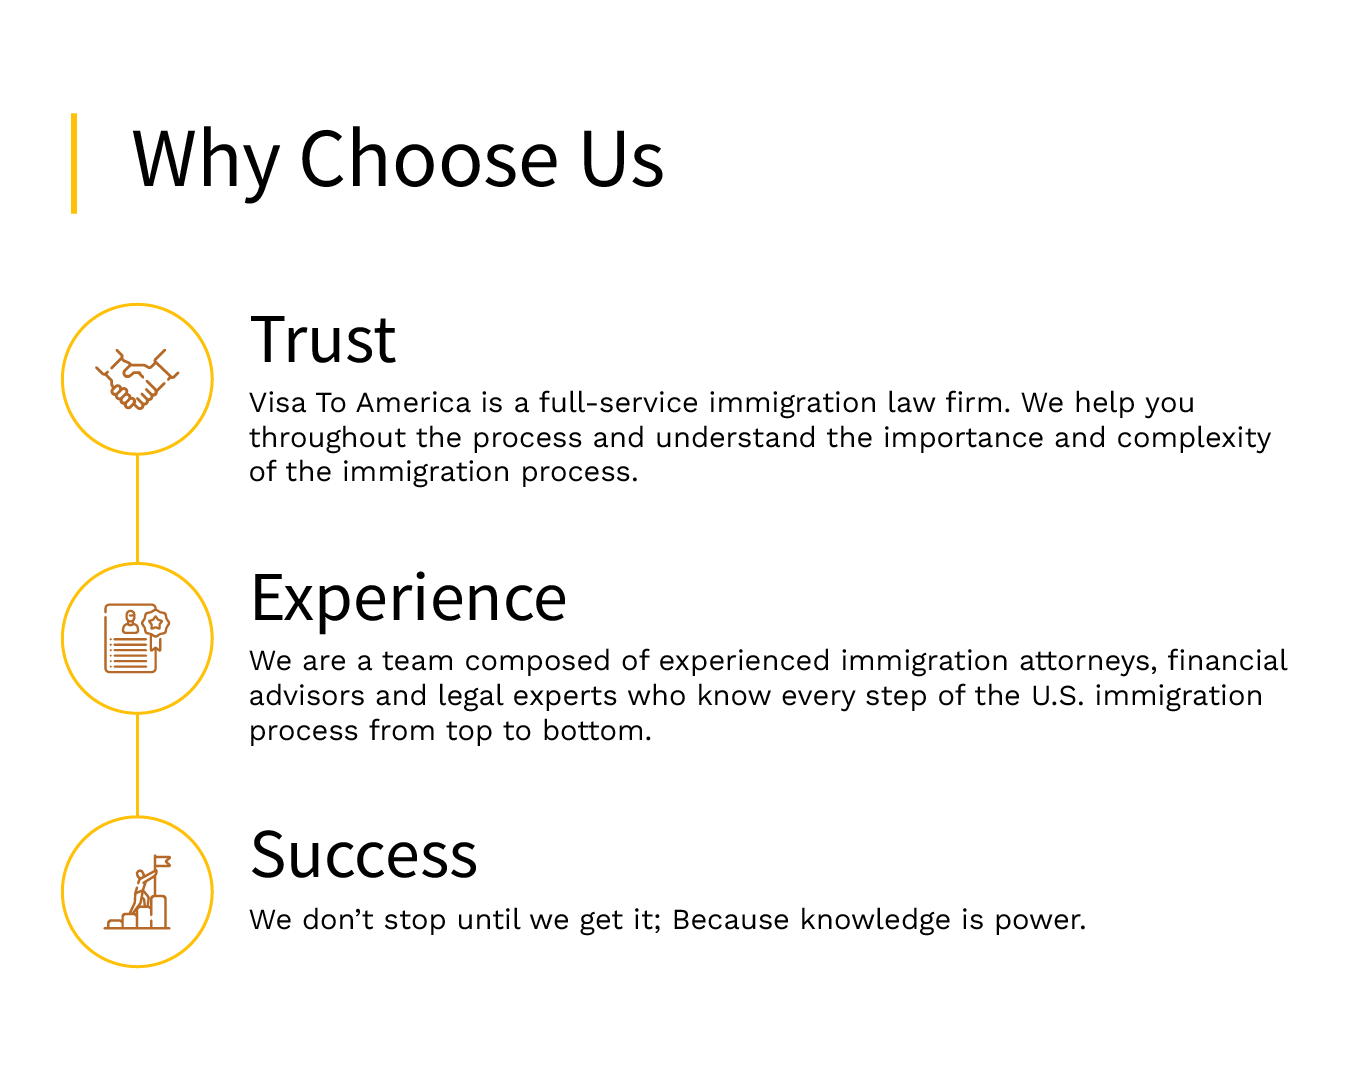 Why Choose Us
Trust
Visa To America is a full-service immigration law firm. We help you
throughout the process and understand the importance and complexity
of the immigration process.
Experience
We are a team composed of experienced immigration attorneys, financial
advisors and legal experts who know every step of the U.S. immigration
process from top to bottom.
Success
We don’t stop until we get it; Because knowledge is power.